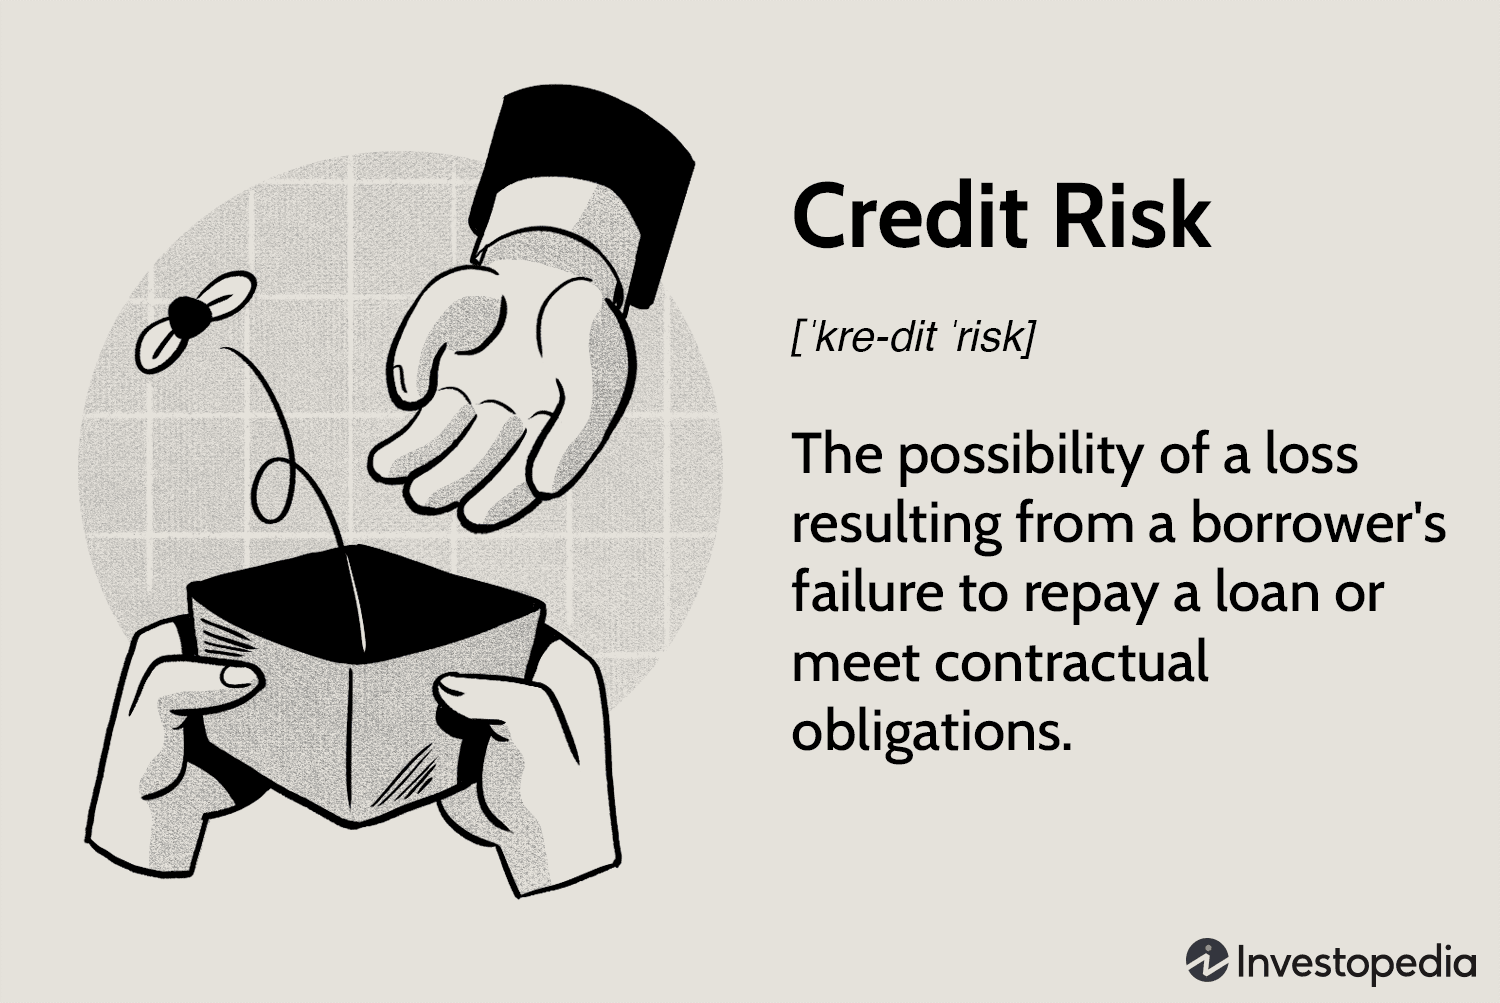 Credit Risk
[ˈkre-dit ˈrisk]
The possibility of a loss
resulting from a borrower's
failure to repay a loan or
meet contractual
obligations.
Investopedia